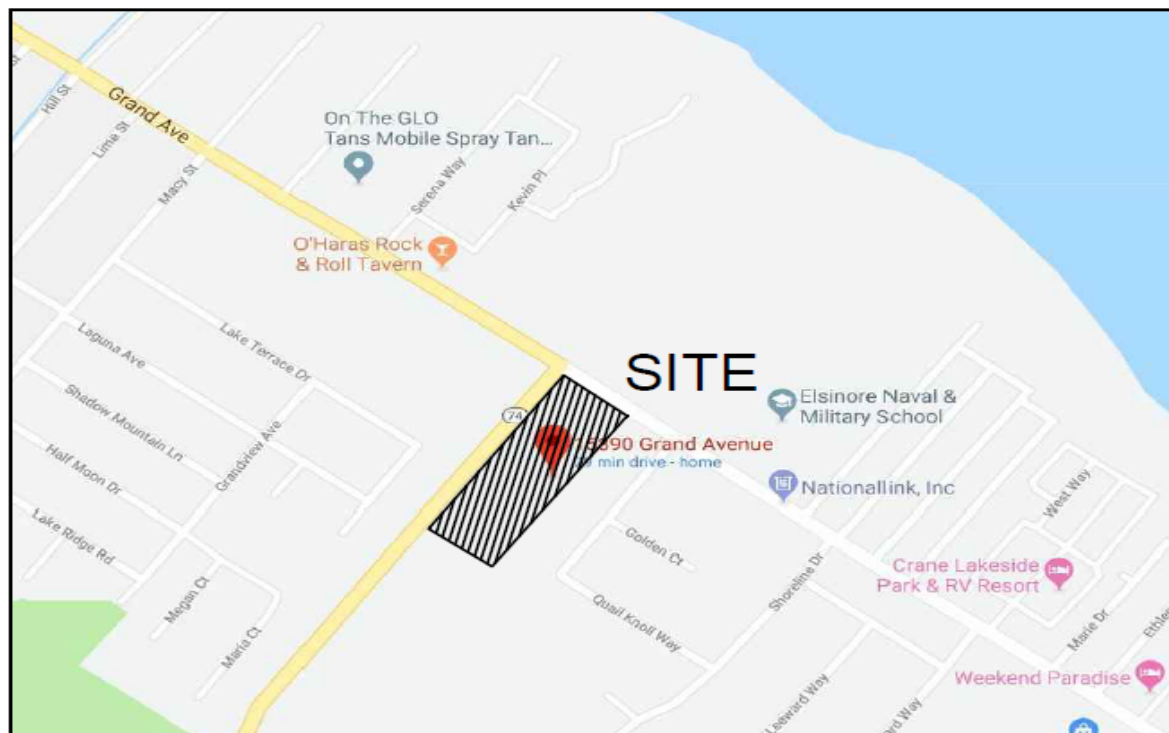 Hill St
Grand Ave
Lime St
Macy St
On The GLO
Tans Mobile Spray Tan...
Serena Way
Kevin Pl
O'Haras Rock
& Roll Tavern
Laguna Ave
Lake Terrace Dr
SITE
Shadow Mountain Ln
Grandview Ave
74
Elsinore Naval &
Military School
Grand Avenue
min drive - home
Half Moon Dr
Nationallink, Inc
West Way
Lake Ridge Rd
Golden Ct
Megan Ct
Shoreline Dr
Crane Lakeside
Park & RV Resort
Quail Knoll Way
Maria Ct
Marie Dr
Weekend Paradise
Leeward Way
Way